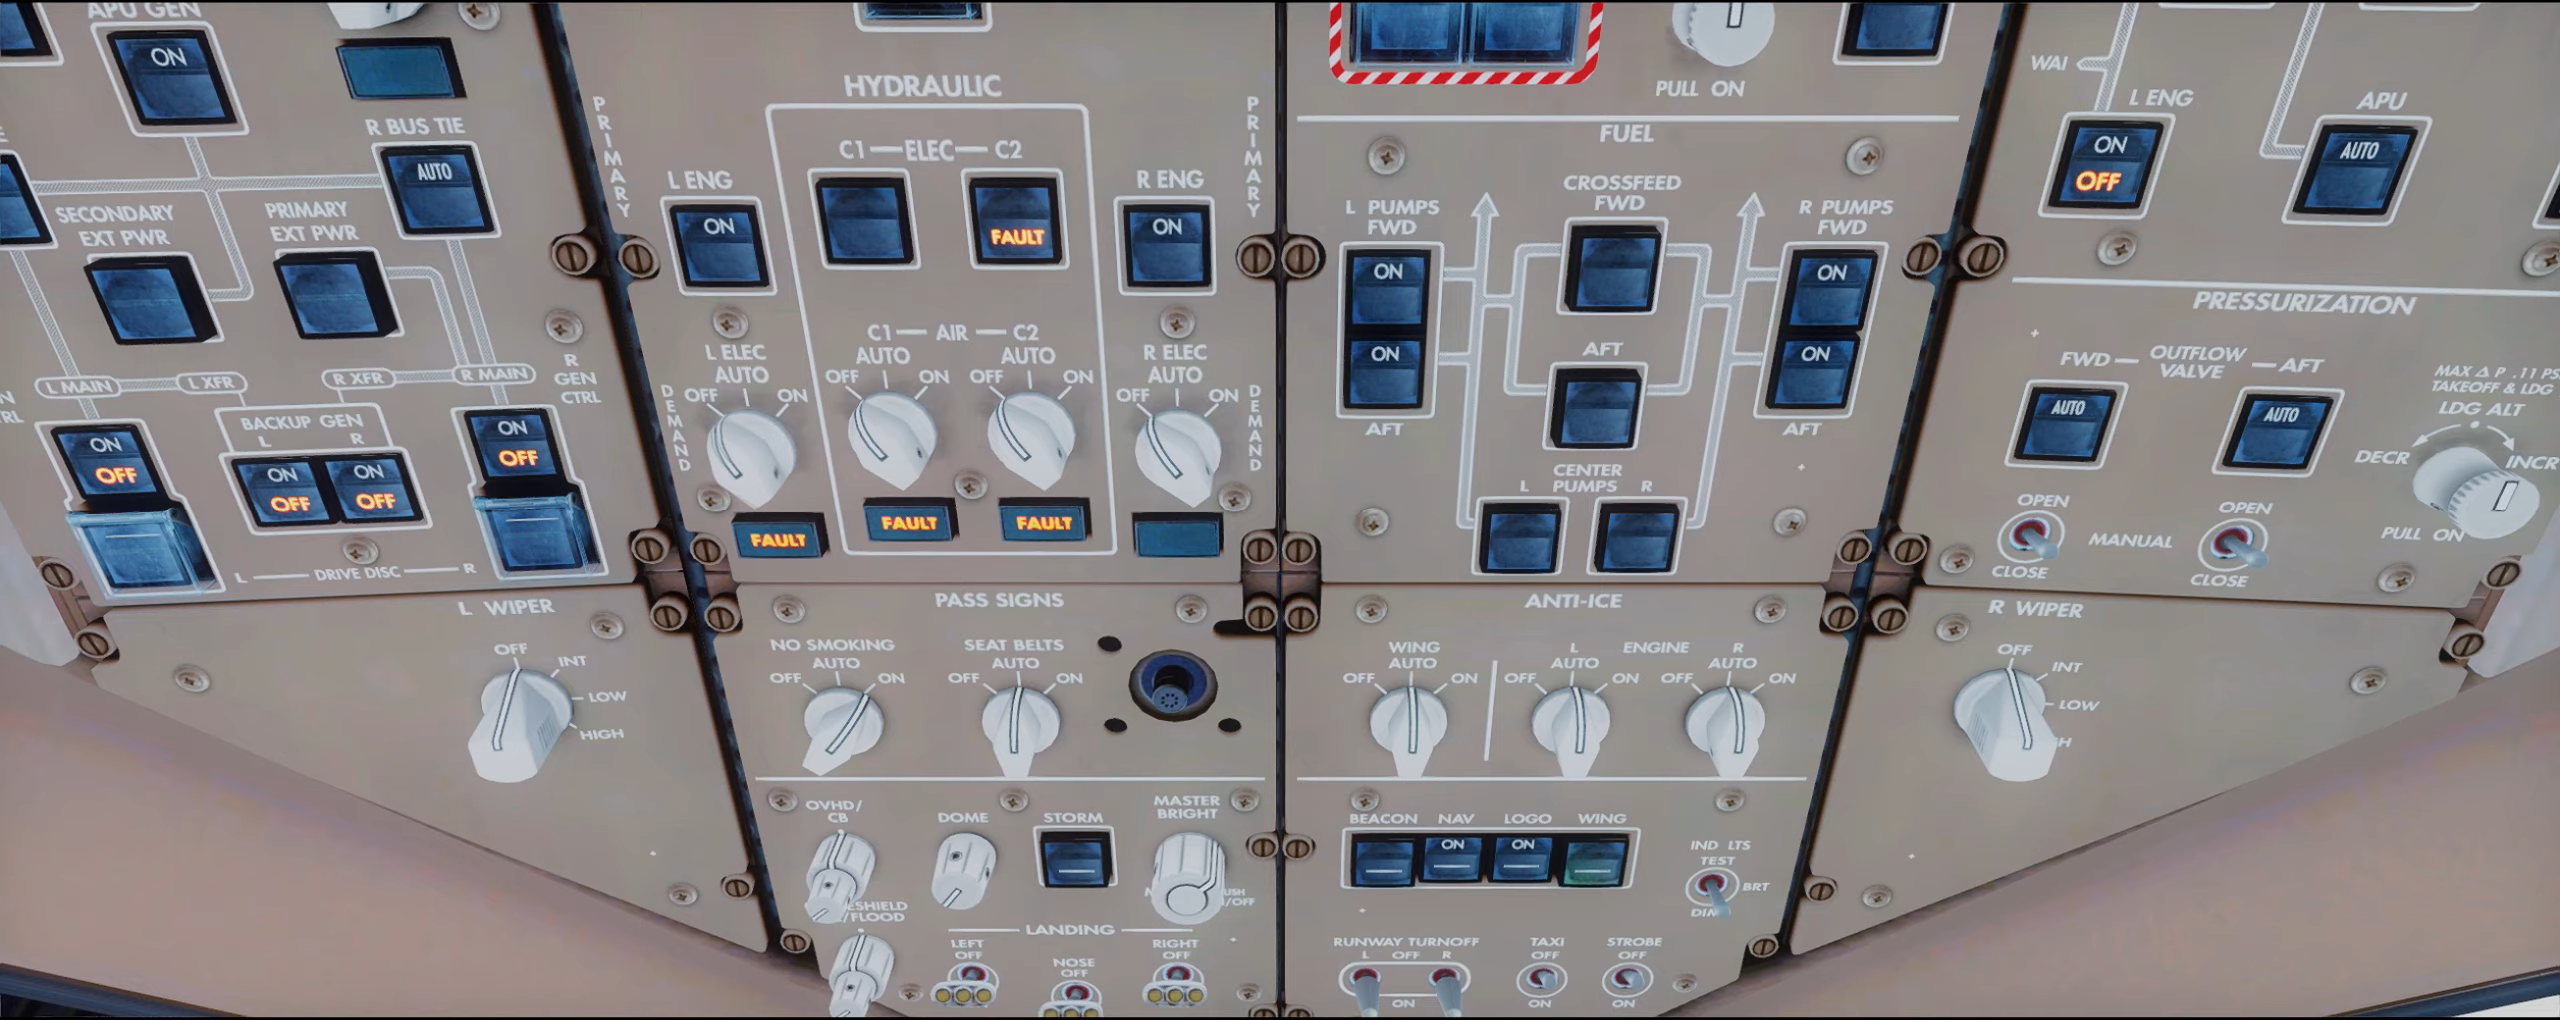 APU GEN
ON
R BUS TIE
AUTO
SECONDARY
EXT PWR
PRIMARY
EXT PWR
L MAIN
L XFR
R XFR
R MAIN
R
GEN
CTRL
BACKUP GEN
L R
ON
OFF
ON
OFF
ON
OFF
ON
OFF
L DRIVE DISC R
HYDRAULIC
PRIMARY
PRIMARY
C1 ELEC C2
L ENG
ON
FAULT
R ENG
ON
C1 AIR C2
L ELEC
AUTO
OFF ON
AUTO
OFF ON
AUTO
OFF ON
R ELEC
AUTO
OFF ON
DEMAND
DEMAND
FAULT
FAULT
FAULT
PULL ON
FUEL
L PUMPS
FWD
ON
ON
AFT
CROSSFEED
FWD
AFT
R PUMPS
FWD
ON
ON
AFT
CENTER
L PUMPS R
WAI
L ENG
ON
OFF
APU
AUTO
PRESSURIZATION
FWD OUTFLOW AFT
VALVE
AUTO
AUTO
MAX Δ P .11 PS
TAKEOFF & LDG
LDG ALT
DECR INCR
PULL ON
OPEN
CLOSE
MANUAL
OPEN
CLOSE
L WIPER
OFF
INT
LOW
HIGH
PASS SIGNS
NO SMOKING
AUTO
OFF ON
SEAT BELTS
AUTO
OFF ON
ANTI-ICE
WING
AUTO
OFF ON
L ENGINE R
AUTO
OFF ON
AUTO
OFF ON
R WIPER
OFF
INT
LOW
OVHD/
CB
DOME
STORM
MASTER
BRIGHT
BEACON NAV LOGO WING
ON ON
IND LTS
TEST
BRT
DIM
LANDING
LEFT
OFF
NOSE
OFF
RIGHT
OFF
RUNWAY TURNOFF
L OFF R
ON
TAXI
OFF
ON
STROBE
OFF
ON